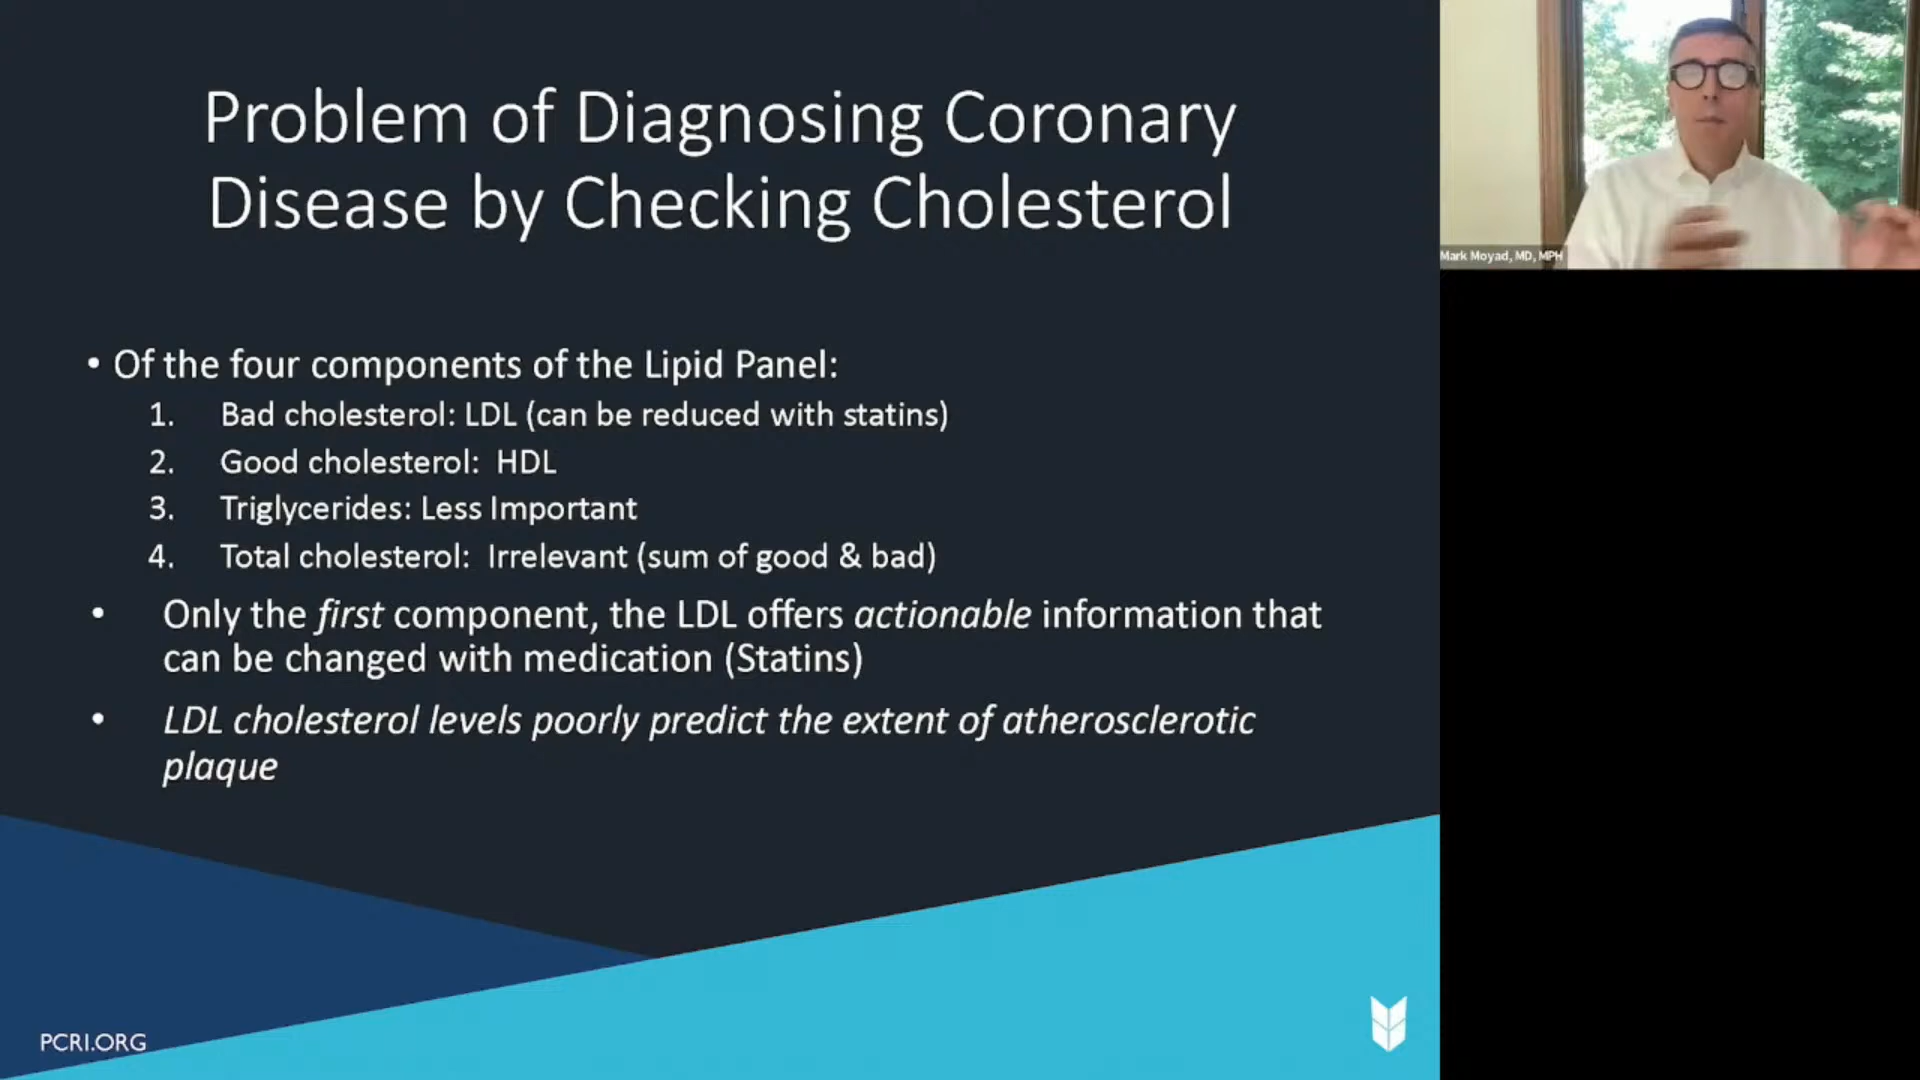 Problem of Diagnosing Coronary
Disease by Checking Cholesterol
• Of the four components of the Lipid Panel:
1. Bad cholesterol: LDL (can be reduced with statins)
2. Good cholesterol: HDL
3. Triglycerides: Less Important
4. Total cholesterol: Irrelevant (sum of good & bad)
• Only the first component, the LDL offers actionable information that
can be changed with medication (Statins)
• LDL cholesterol levels poorly predict the extent of atherosclerotic
plaque
PCRI.ORG
Mark Moyad, MD, MPH